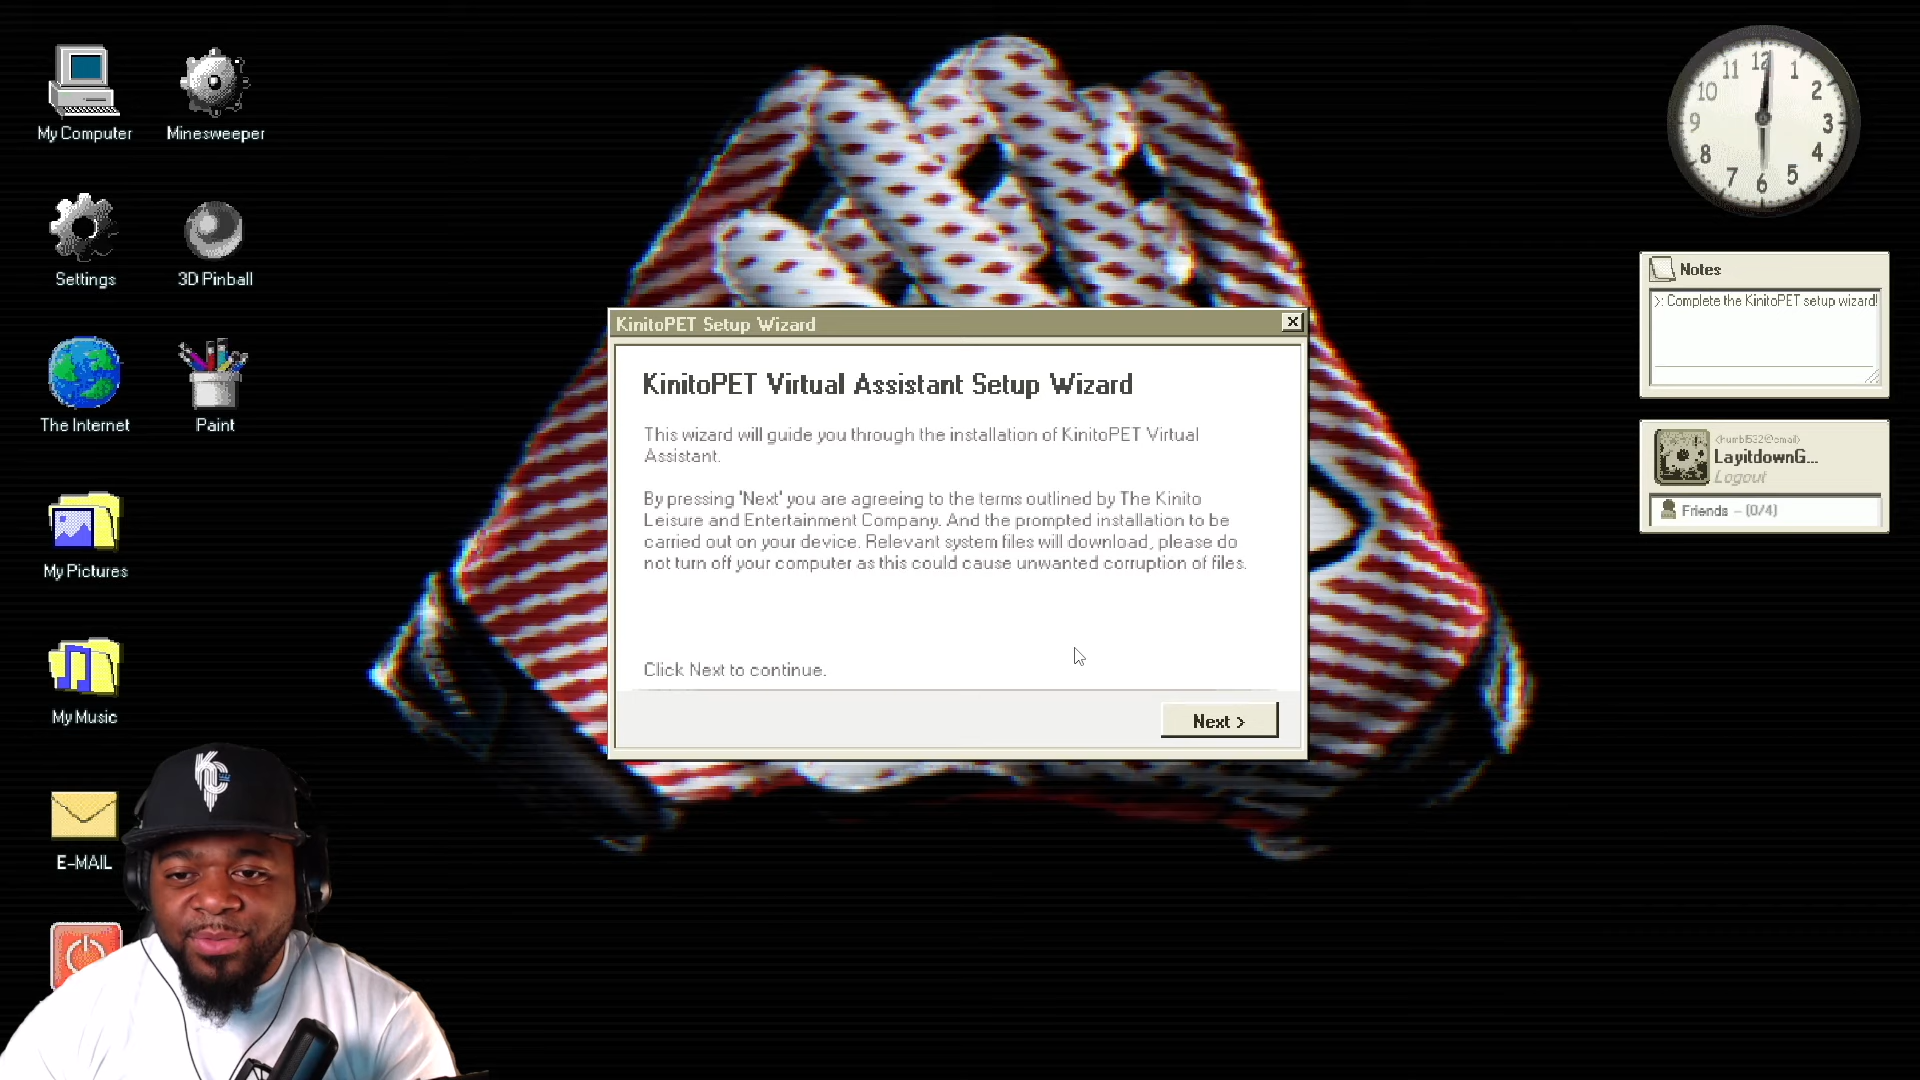 My Computer
Minesweeper
Settings
3D Pinball
The Internet
Paint
My Pictures
My Music
E-MAIL
KinitoPET Setup Wizard
KinitoPET Virtual Assistant Setup Wizard
This wizard will guide you through the installation of KinitoPET Virtual
Assistant.
By pressing 'Next' you are agreeing to the terms outlined by The Kinito
Leisure and Entertainment Company. And the prompted installation to be
carried out on your device. Relevant system files will download, please do
not turn off your computer as this could cause unwanted corruption of files.
Click Next to continue.
Next >
12
1
2
3
4
5
6
7
8
9
10
11
Notes
>: Complete the KinitoPET setup wizard!
<humbl532@email>
LayitdownG...
Logout
Friends - (0/4)
KC